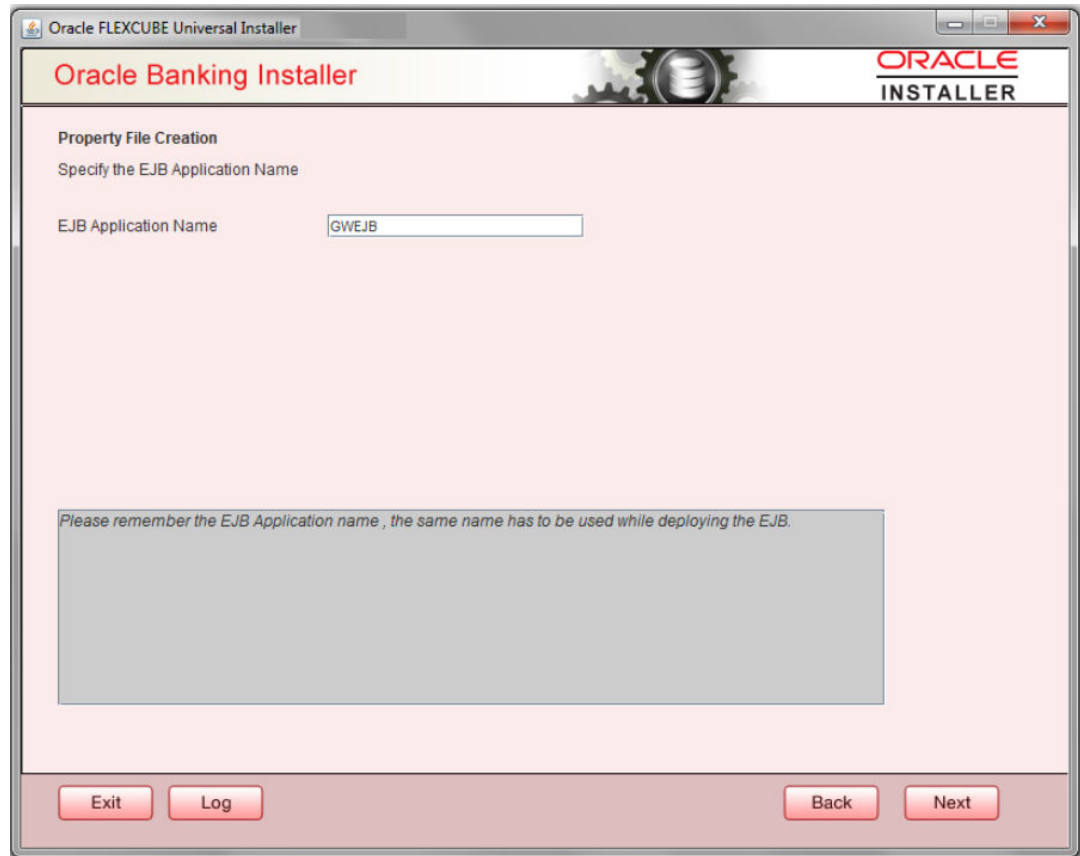 Oracle FLEXCUBE Universal Installer
Oracle Banking Installer
ORACLE
INSTALLER
Property File Creation
Specify the EJB Application Name
EJB Application Name GWEJB
Please remember the EJB Application name , the same name has to be used while deploying the EJB.
Exit Log Back Next